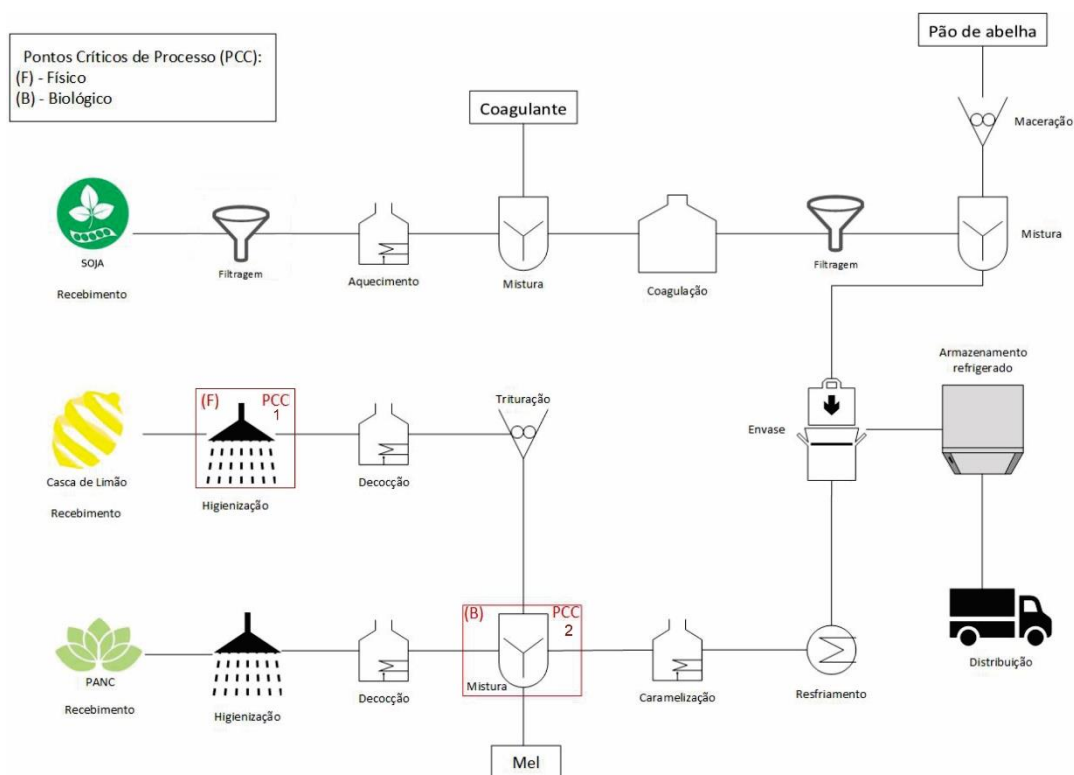 Pontos Críticos de Processo (PCC):
(F) - Físico
(B) - Biológico
Pão de abelha
Coagulante
Maceração
SOJA
Recebimento
Filtragem
Aquecimento
Mistura
Coagulação
Filtragem
Mistura
Armazenamento
refrigerado
(F) PCC
1
Trituração
Envase
Casca de Limão
Recebimento
Higienização
Decocção
(B) PCC
2
PANC
Recebimento
Higienização
Decocção
Mistura
Caramelização
Resfriamento
Distribuição
Mel